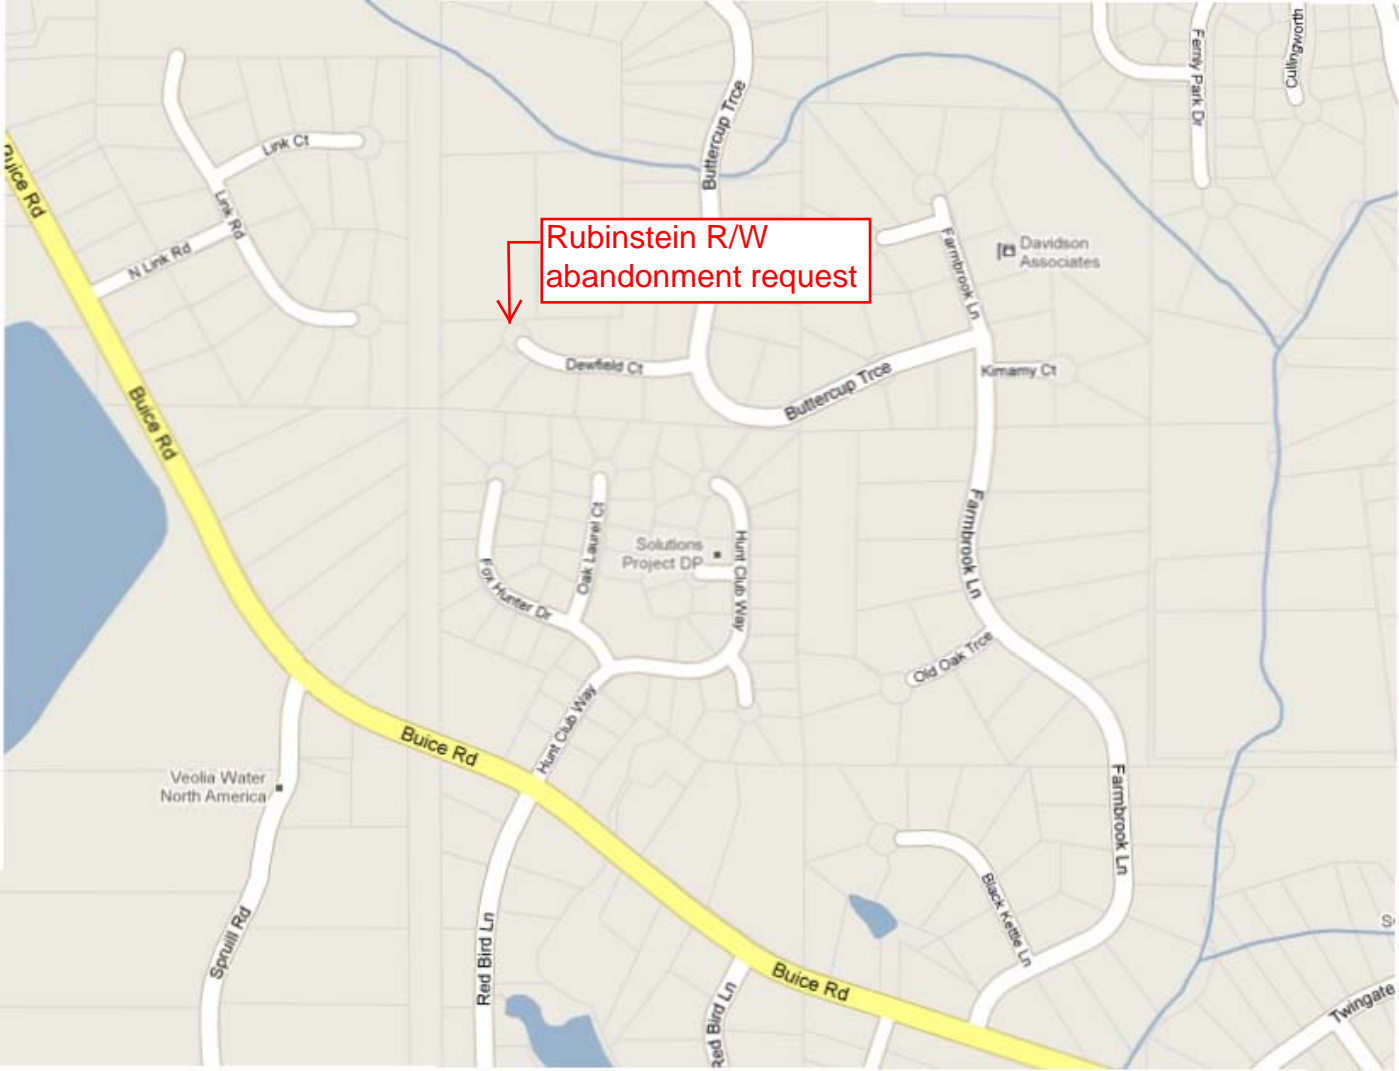 Fernly Park Dr
Cullingworth
Buttercup Trce
Link Ct
Buice Rd
Link Rd
N Link Rd
Rubinstein R/W
abandonment request
Farmbrook Ln
Davidson
Associates
Dewfield Ct
Buttercup Trce
Kimamy Ct
Buice Rd
Farmbrook Ln
Oak Laurel Ct
Solutions
Project DP
Hunt Club Way
Fox Hunter Dr
Old Oak Trce
Hunt Club Way
Buice Rd
Veolia Water
North America
Farmbrook Ln
Black Kettle Ln
Spruill Rd
Red Bird Ln
Buice Rd
Red Bird Ln
Twingate